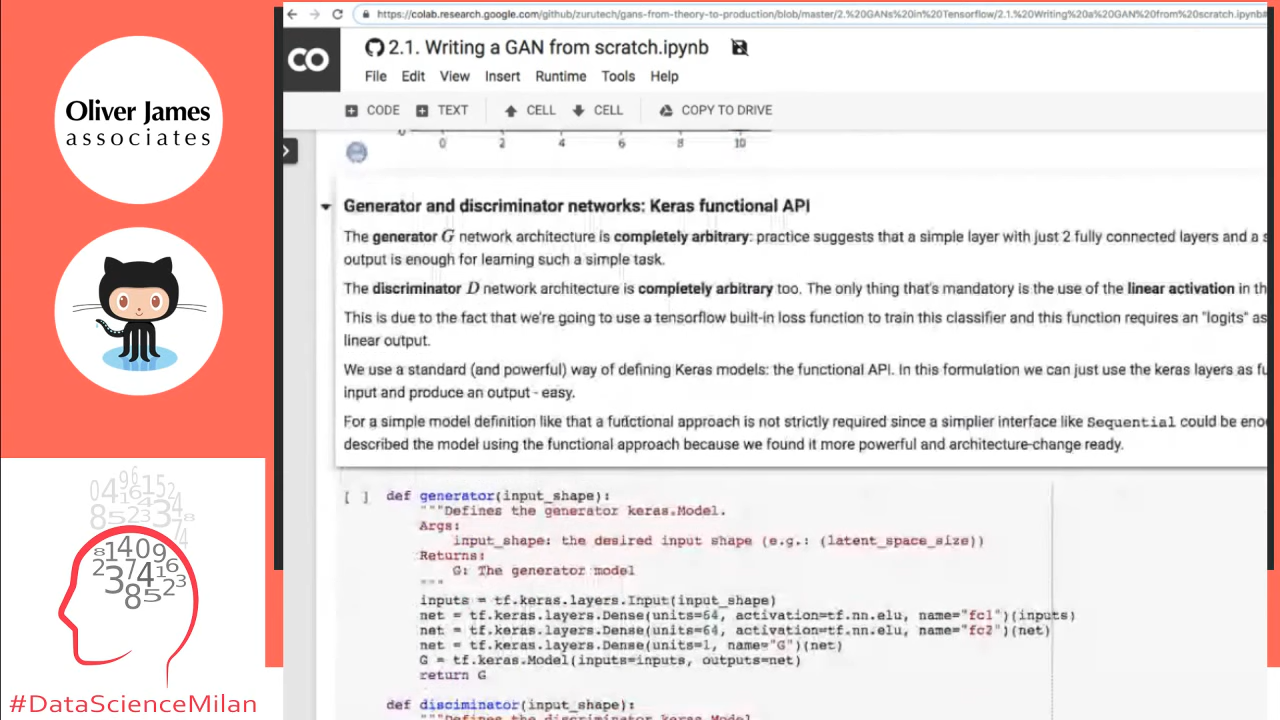 https://colab.research.google.com/github/zurutech/gans-from-theory-to-production/blob/master/2.%20GANs%20in%20Tensorflow/2.1.%20Writing%20a%20GAN%20from%20scratch.ipynb
Oliver James
associates
CO
2.1. Writing a GAN from scratch.ipynb
File Edit View Insert Runtime Tools Help
CODE TEXT CELL CELL COPY TO DRIVE
0
0 2 4 6 8 10
Generator and discriminator networks: Keras functional API
The generator G network architecture is completely arbitrary: practice suggests that a simple layer with just 2 fully connected layers and a s
output is enough for learning such a simple task.
The discriminator D network architecture is completely arbitrary too. The only thing that's mandatory is the use of the linear activation in th
This is due to the fact that we're going to use a tensorflow built-in loss function to train this classifier and this function requires an "logits" as
linear output.
We use a standard (and powerful) way of defining Keras models: the functional API. In this formulation we can just use the keras layers as fu
input and produce an output - easy.
For a simple model definition like that a functional approach is not strictly required since a simplier interface like Sequential could be eno
described the model using the functional approach because we found it more powerful and architecture-change ready.
[ ] def generator(input_shape):
"""Defines the generator keras.Model.
Args:
input_shape: the desired input shape (e.g.: (latent_space_size))
Returns:
G: The generator model
"""
inputs = tf.keras.layers.Input(input_shape)
net = tf.keras.layers.Dense(units=64, activation=tf.nn.elu, name="fc1")(inputs)
net = tf.keras.layers.Dense(units=64, activation=tf.nn.elu, name="fc2")(net)
net = tf.keras.layers.Dense(units=1, name="G")(net)
G = tf.keras.Model(inputs=inputs, outputs=net)
return G
def disciminator(input_shape):
"""Defines the discriminator keras.Model.
#DataScienceMilan